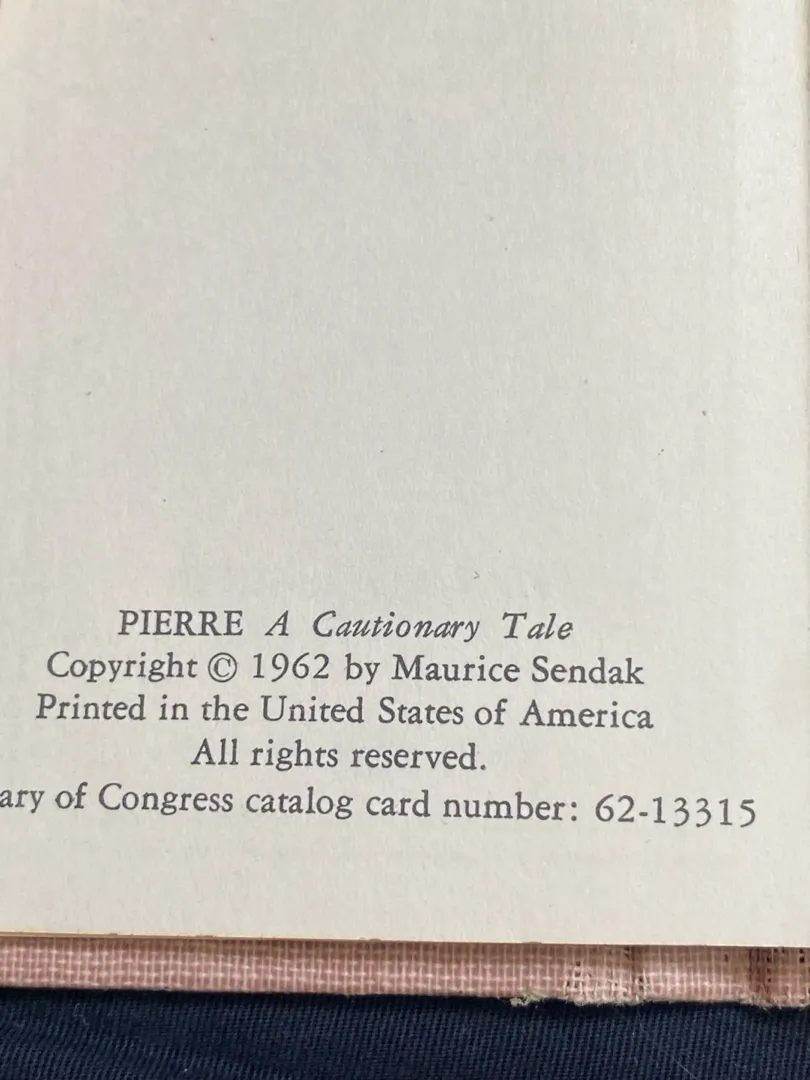 PIERRE A Cautionary Tale
Copyright © 1962 by Maurice Sendak
Printed in the United States of America
All rights reserved.
ary of Congress catalog card number: 62-13315